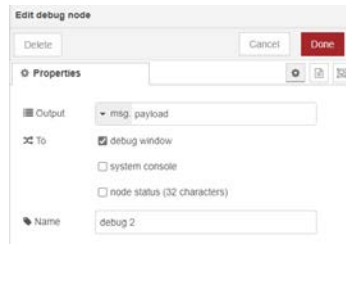 Edit debug node
Delete Cancel Done
Properties
Output msg. payload
To debug window
system console
node status (32 characters)
Name debug 2